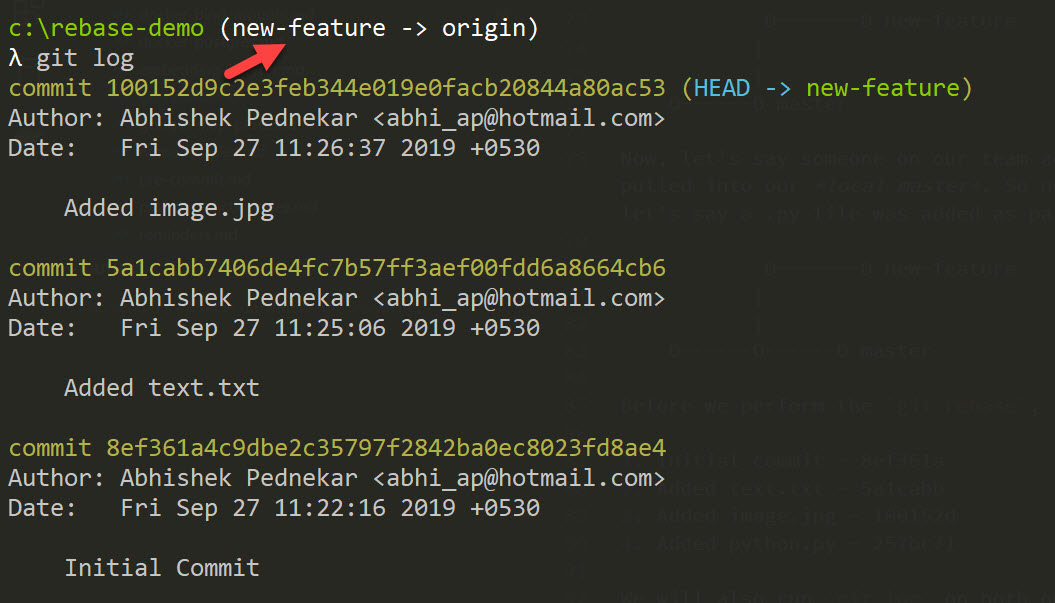 c:\rebase-demo (new-feature -> origin)
λ git log
commit 100152d9c2e3feb344e019e0facb20844a80ac53 (HEAD -> new-feature)
Author: Abhishek Pednekar <abhi_ap@hotmail.com>
Date:   Fri Sep 27 11:26:37 2019 +0530
Added image.jpg
commit 5a1cabb7406de4fc7b57ff3aef00fdd6a8664cb6
Author: Abhishek Pednekar <abhi_ap@hotmail.com>
Date:   Fri Sep 27 11:25:06 2019 +0530
Added text.txt
commit 8ef361a4c9dbe2c35797f2842ba0ec8023fd8ae4
Author: Abhishek Pednekar <abhi_ap@hotmail.com>
Date:   Fri Sep 27 11:22:16 2019 +0530
Initial Commit